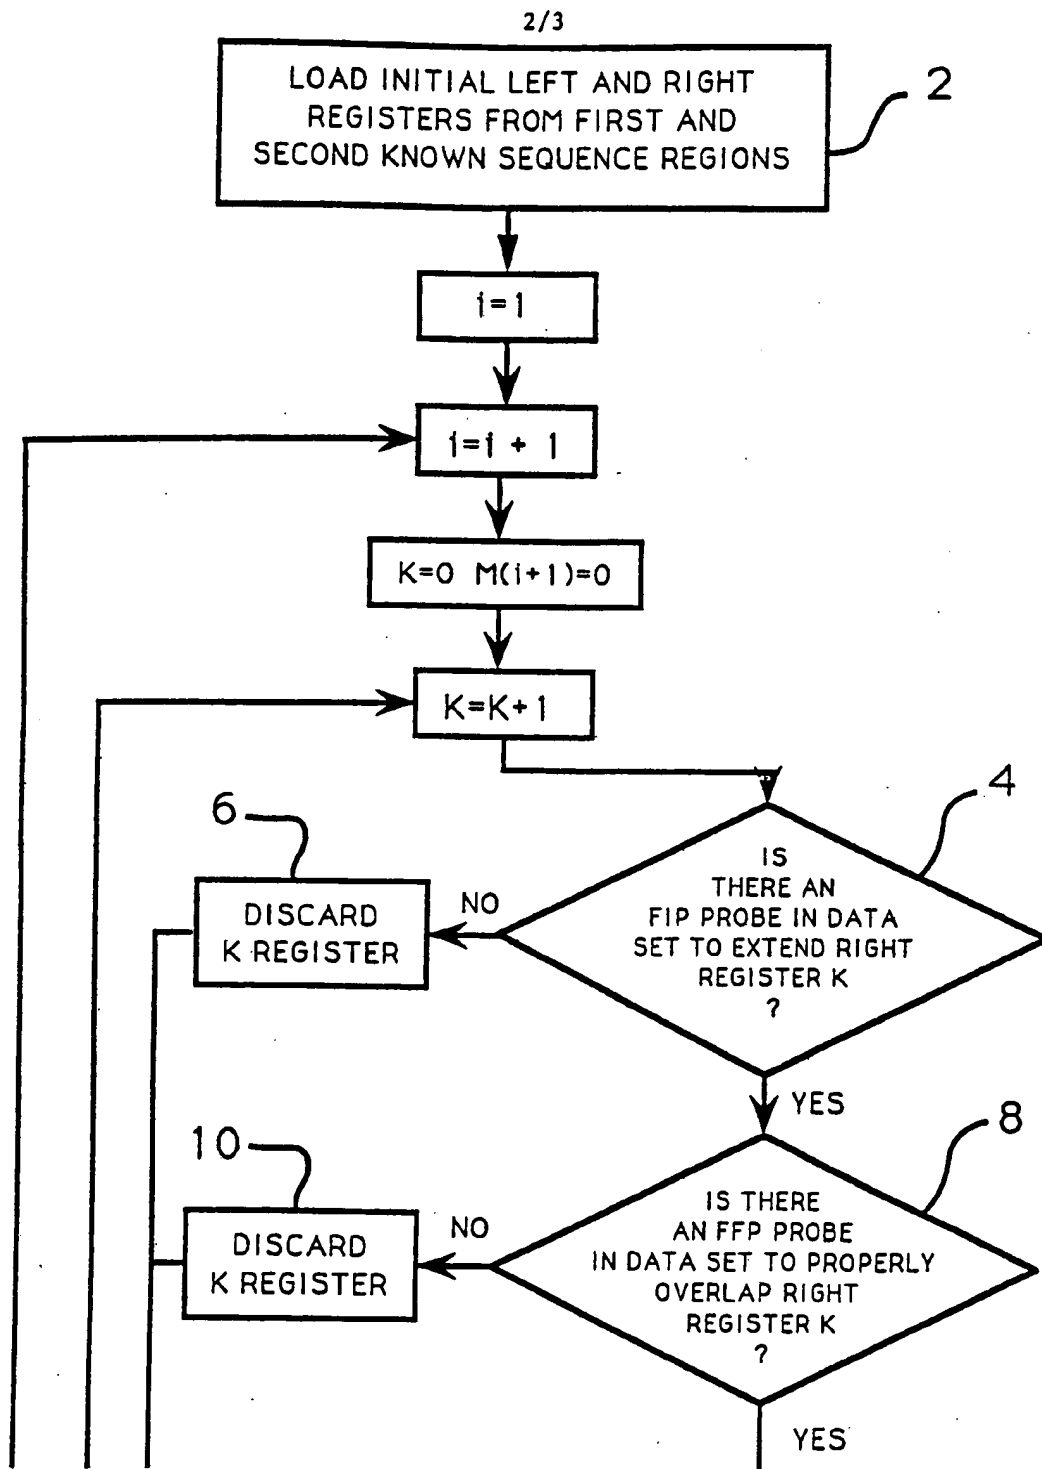 2/3
LOAD INITIAL LEFT AND RIGHT
REGISTERS FROM FIRST AND
SECOND KNOWN SEQUENCE REGIONS
2
i=1
i=i + 1
K=0 M(i+1)=0
K=K+1
4
6
IS
THERE AN
FIP PROBE IN DATA
SET TO EXTEND RIGHT
REGISTER K
?
NO
DISCARD
K REGISTER
YES
8
10
IS THERE
AN FFP PROBE
IN DATA SET TO PROPERLY
OVERLAP RIGHT
REGISTER K
?
NO
DISCARD
K REGISTER
YES